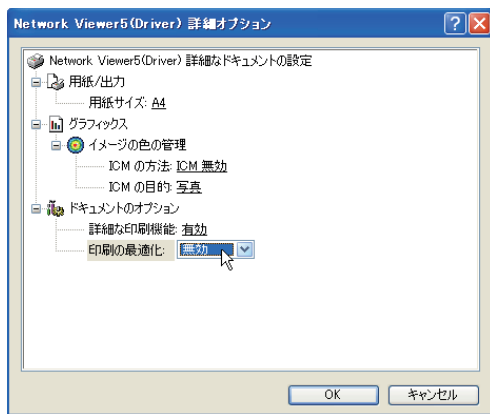 Network Viewer5(Driver) 詳細オプション
Network Viewer5(Driver) 詳細なドキュメントの設定
用紙/出力
用紙サイズ: A4
グラフィックス
イメージの色の管理
ICM の方法: ICM 無効
ICM の目的: 写真
ドキュメントのオプション
詳細な印刷機能: 有効
印刷の最適化: 無効
OK キャンセル